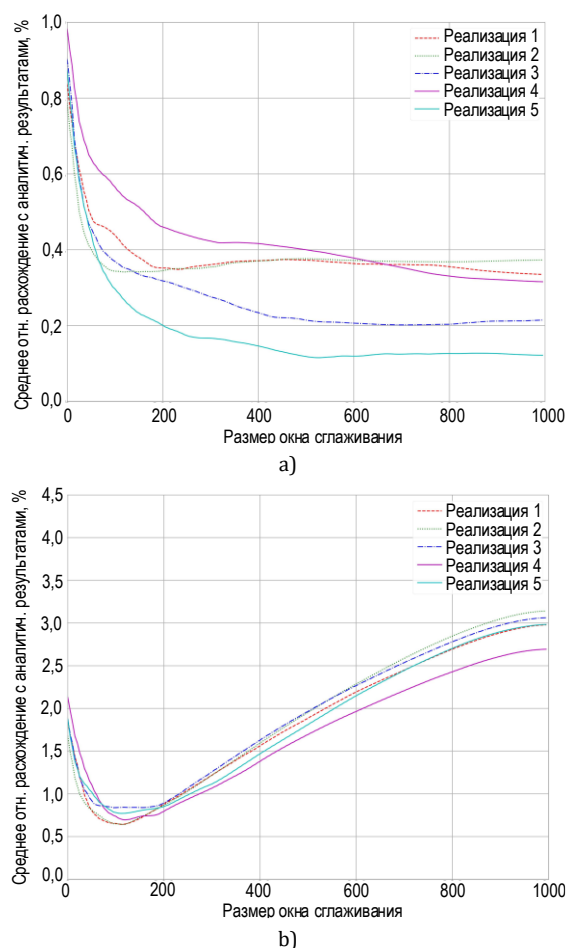 Среднее отн. расхождение с аналитич. результатами, %
1,0
0,8
0,6
0,4
0,2
0,0
Реализация 1
Реализация 2
Реализация 3
Реализация 4
Реализация 5
0 200 400 600 800 1000
Размер окна сглаживания
а)
Среднее отн. расхождение с аналитич. результатами, %
4,5
4,0
3,5
3,0
2,5
2,0
1,5
1,0
0,5
0,0
Реализация 1
Реализация 2
Реализация 3
Реализация 4
Реализация 5
0 200 400 600 800 1000
Размер окна сглаживания
b)